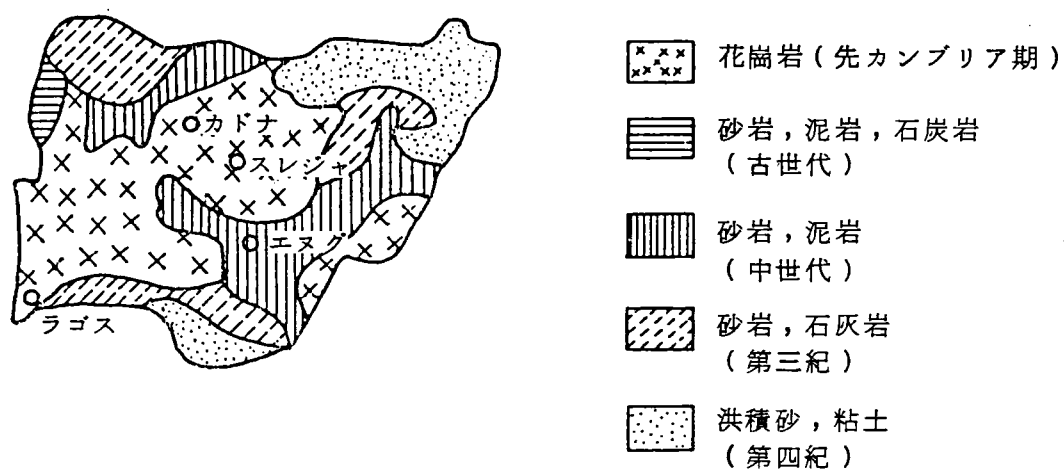 カドナ
スレジャ
エヌグ
ラゴス
花崗岩(先カンブリア期)
砂岩,泥岩,石炭岩
(古世代)
砂岩,泥岩
(中世代)
砂岩,石灰岩
(第三紀)
洪積砂,粘土
(第四紀)